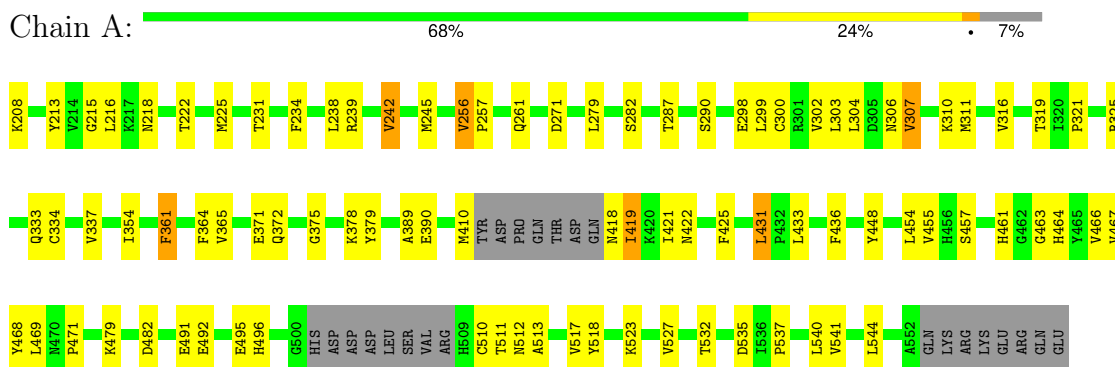 Chain A:
68% 24% • 7%
K208 Y213 V214 G215 L216 K217 N218 T222 M225 T231 F234 L238 R239 V242 M245 V256 P257 Q261 D271 L279 S282 T287 S290 E298 L299 C300 R301 V302 L303 L304 D305 N306 V307 K310 M311 V316 T319 I320 P321
Q333 C334 V337 I354 F361 F364 V365 E371 Q372 G375 K378 Y379 A389 E390 M410 TYR ASP PRO GLN THR ASP GLN N418 I419 K420 I421 N422 F425 L431 P432 L433 F436 Y448 L454 V455 H456 S457 H461 G462 G463 H464 Y465 V466
Y468 L469 N470 P471 K479 D482 E491 E492 E495 H496 G500 HIS ASP ASP ASP LEU SER VAL ARG H509 C510 T511 N512 A513 V517 Y518 K523 V527 T532 D535 I536 P537 L540 V541 L544 A552 GLN LYS ARG LYS GLU ARG GLN GLU